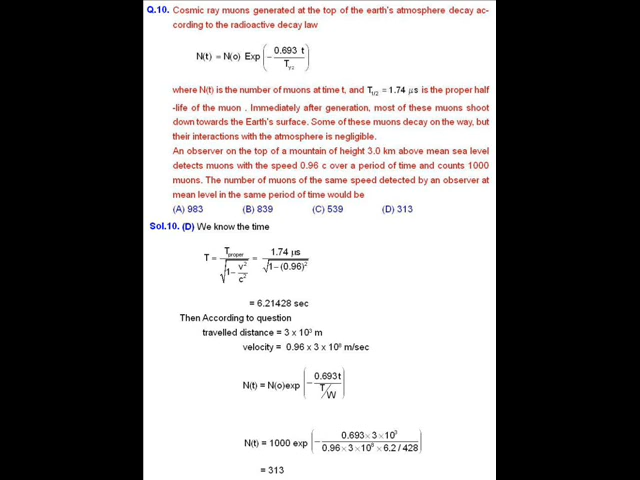 Q.10. Cosmic ray muons generated at the top of the earth's atmosphere decay ac-
cording to the radioactive decay law
N(t) = N(o) Exp(-0.693 t / T_{1/2})
where N(t) is the number of muons at time t, and T_{1/2} = 1.74 μs is the proper half
-life of the muon . Immediately after generation, most of these muons shoot
down towards the Earth's surface. Some of these muons decay on the way, but
their interactions with the atmosphere is negligible.
An observer on the top of a mountain of height 3.0 km above mean sea level
detects muons with the speed 0.96 c over a period of time and counts 1000
muons. The number of muons of the same speed detected by an observer at
mean level in the same period of time would be
(A) 983 (B) 839 (C) 539 (D) 313
Sol.10. (D) We know the time
T = T_{proper} / √(1 - v²/c²) = 1.74 μs / √(1 - (0.96)²)
= 6.21428 sec
Then According to question
travelled distance = 3 x 10³ m
velocity = 0.96 x 3 x 10⁸ m/sec
N(t) = N(o)exp(-0.693t / T/W)
N(t) = 1000 exp(-0.693×3×10³ / 0.96×3×10⁸×6.2/428)
= 313